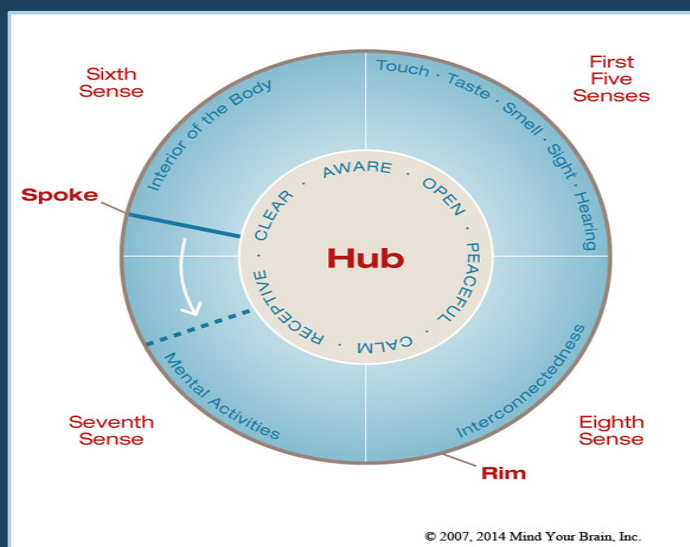 Sixth
Sense
First
Five
Senses
Interior of the Body
Touch · Taste · Smell · Sight · Hearing
Spoke
CLEAR · AWARE · OPEN · PEACEFUL · CALM · RECEPTIVE ·
Hub
Mental Activities
Interconnectedness
Seventh
Sense
Eighth
Sense
Rim
© 2007, 2014 Mind Your Brain, Inc.